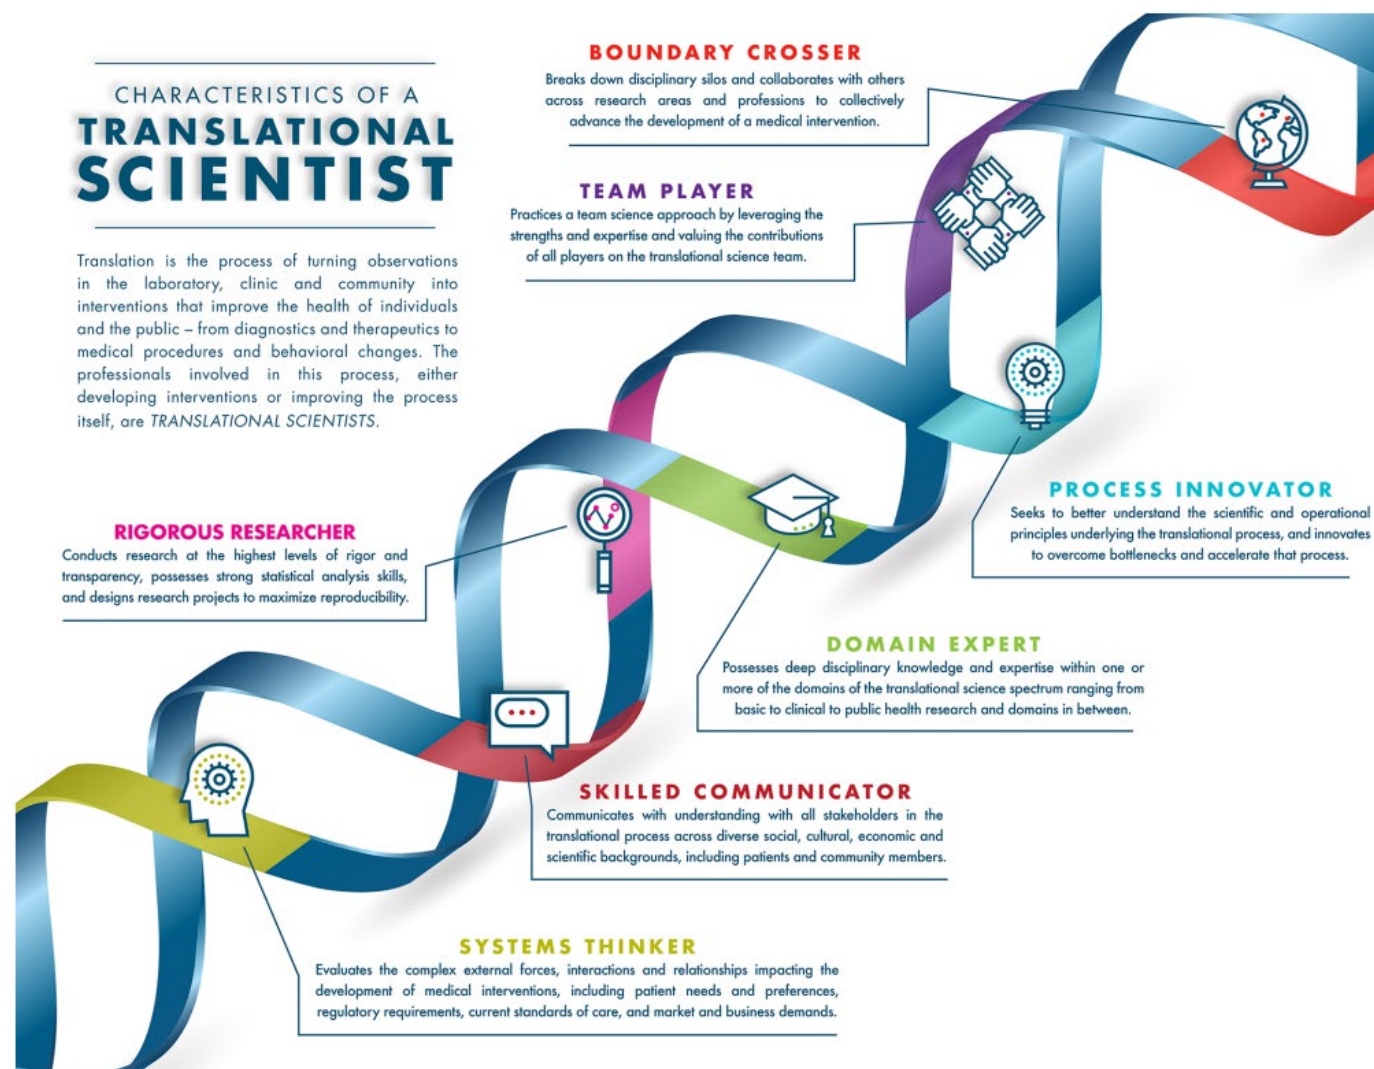 CHARACTERISTICS OF A
TRANSLATIONAL
SCIENTIST
Translation is the process of turning observations
in the laboratory, clinic and community into
interventions that improve the health of individuals
and the public – from diagnostics and therapeutics to
medical procedures and behavioral changes. The
professionals involved in this process, either
developing interventions or improving the process
itself, are TRANSLATIONAL SCIENTISTS.
BOUNDARY CROSSER
Breaks down disciplinary silos and collaborates with others
across research areas and professions to collectively
advance the development of a medical intervention.
TEAM PLAYER
Practices a team science approach by leveraging the
strengths and expertise and valuing the contributions
of all players on the translational science team.
PROCESS INNOVATOR
Seeks to better understand the scientific and operational
principles underlying the translational process, and innovates
to overcome bottlenecks and accelerate that process.
RIGOROUS RESEARCHER
Conducts research at the highest levels of rigor and
transparency, possesses strong statistical analysis skills,
and designs research projects to maximize reproducibility.
DOMAIN EXPERT
Possesses deep disciplinary knowledge and expertise within one or
more of the domains of the translational science spectrum ranging from
basic to clinical to public health research and domains in between.
SKILLED COMMUNICATOR
Communicates with understanding with all stakeholders in the
translational process across diverse social, cultural, economic and
scientific backgrounds, including patients and community members.
SYSTEMS THINKER
Evaluates the complex external forces, interactions and relationships impacting the
development of medical interventions, including patient needs and preferences,
regulatory requirements, current standards of care, and market and business demands.